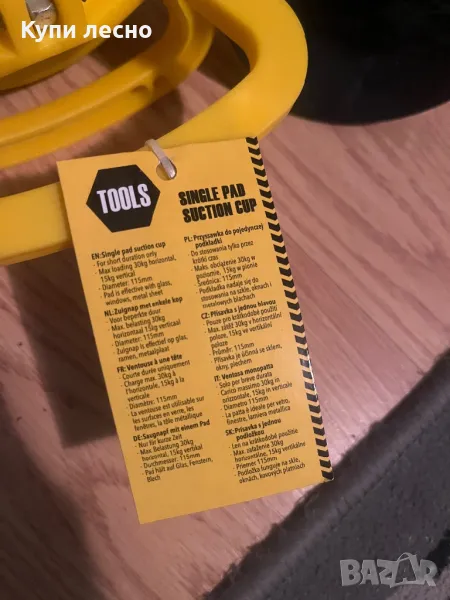 Купи лесно
TOOLS
SINGLE PAD
SUCTION CUP
EN:Single pad suction cup
- For short duration only
- Max loading 30kg horizontal,
15kg vertical
- Diameter: 115mm
- Pad is effective with glass,
windows, metal sheet
NL:Zuignap met enkele kop
- Voor beperkte duur
- Max. belasting 30kg
horizontaal 15kg verticaal
- Diameter: 115mm
- Zuignap is effectief op glas,
ramen, metaalplaat
FR: Ventouse à une tête
- Courte durée uniquement
- Charge max. 30kg à
l'horizontale, 15kg à la
verticale
- Diamètre: 115mm
- La ventouse est utilisable sur
les surfaces en verre, les
fenêtres, la tôle métallique
DE: Saugnapf mit einem Pad
- Nur für kurze Zeit
- Max. Belastung 30kg
horizontal, 15kg vertikal
- Durchmesser: 115mm
- Pad hält auf Glas, Fenstern,
Blech
PL: Przyssawka do pojedynczej
podkładki
- Do stosowania tylko przez
krótki czas
- Maks. obciążenie 30kg w
poziomie, 15kg w pionie
- Średnica: 115mm
- Podkładka nadaje się do
stosowania na szkle, oknach i
metalowych blachach
CZ: Přísavka s jednou hlavou
- Pouze pro krátkodobé použití
- Max. zátěž 30kg v horizontální
poloze, 15kg ve vertikální
poloze
- Průměr: 115mm
- Přísavka je účinná se sklem,
okny, plechem
IT: Ventosa monopatta
- Solo per breve durata
- Carico massimo 30kg in
orizzontale, 15kg in verticale
- Diametro 115mm
- La pasta è ideale per vetro,
finestre, lamiera metallica
SK: Prísavka s jednou
podložkou
- Len na krátkodobé použitie
- Max. zaťaženie 30kg
horizontálne, 15kg vertikálne
- Priemer: 115mm
- Podložka funguje na skle,
oknách, kovových platniach
BAZAR